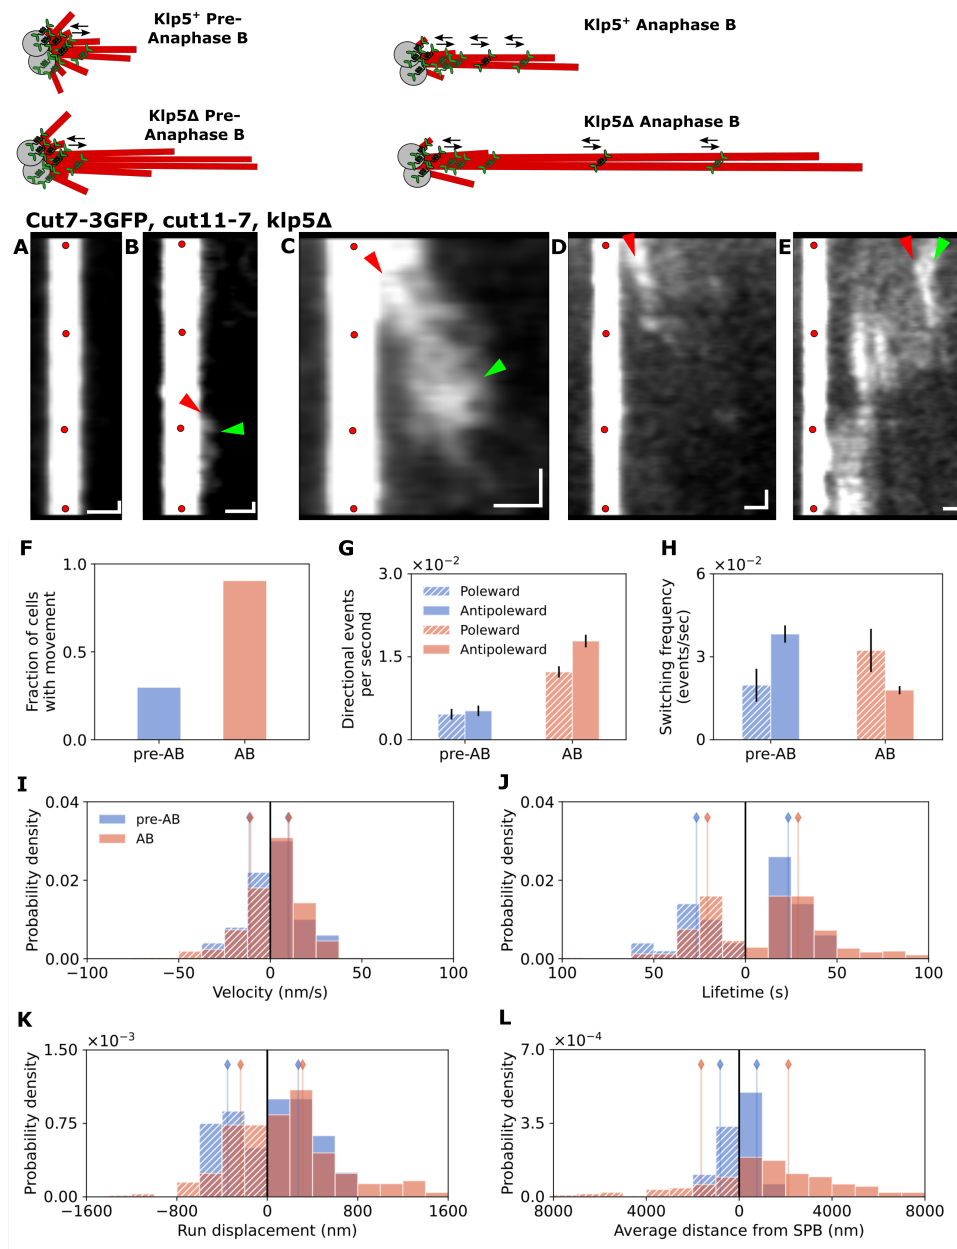 Klp5⁺ Pre-
Anaphase B
Klp5⁺ Anaphase B
Klp5Δ Pre-
Anaphase B
Klp5Δ Anaphase B
Cut7-3GFP, cut11-7, klp5Δ
A B C D E
F
Fraction of cells
with movement
1.0
0.5
0.0
pre-AB AB
G
×10⁻²
Directional events
per second
3.0
1.5
0.0
Poleward
Antipoleward
Poleward
Antipoleward
pre-AB AB
H
×10⁻²
Switching frequency
(events/sec)
6
3
0
pre-AB AB
I
Probability density
0.04
0.02
0.00
pre-AB
AB
−100 −50 0 50 100
Velocity (nm/s)
J
Probability density
0.04
0.02
0.00
100 50 0 50 100
Lifetime (s)
K
×10⁻³
Probability density
1.50
0.75
0.00
−1600 −800 0 800 1600
Run displacement (nm)
L
×10⁻⁴
Probability density
7.0
3.5
0.0
8000 4000 0 4000 8000
Average distance from SPB (nm)